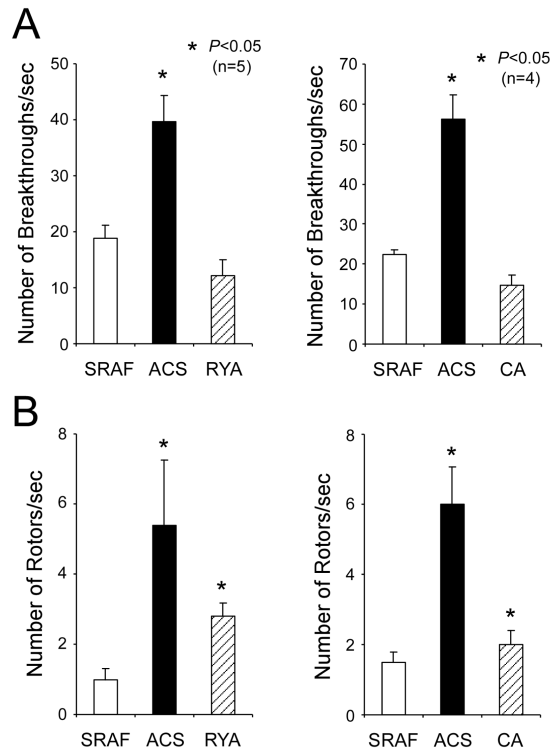 A
* P<0.05
(n=5)
Number of Breakthroughs/sec
50
40
30
20
10
0
*
SRAF ACS RYA
* P<0.05
(n=4)
Number of Breakthroughs/sec
70
60
50
40
30
20
10
0
*
SRAF ACS CA
B
Number of Rotors/sec
8
6
4
2
0
*
*
SRAF ACS RYA
Number of Rotors/sec
8
6
4
2
0
*
*
SRAF ACS CA